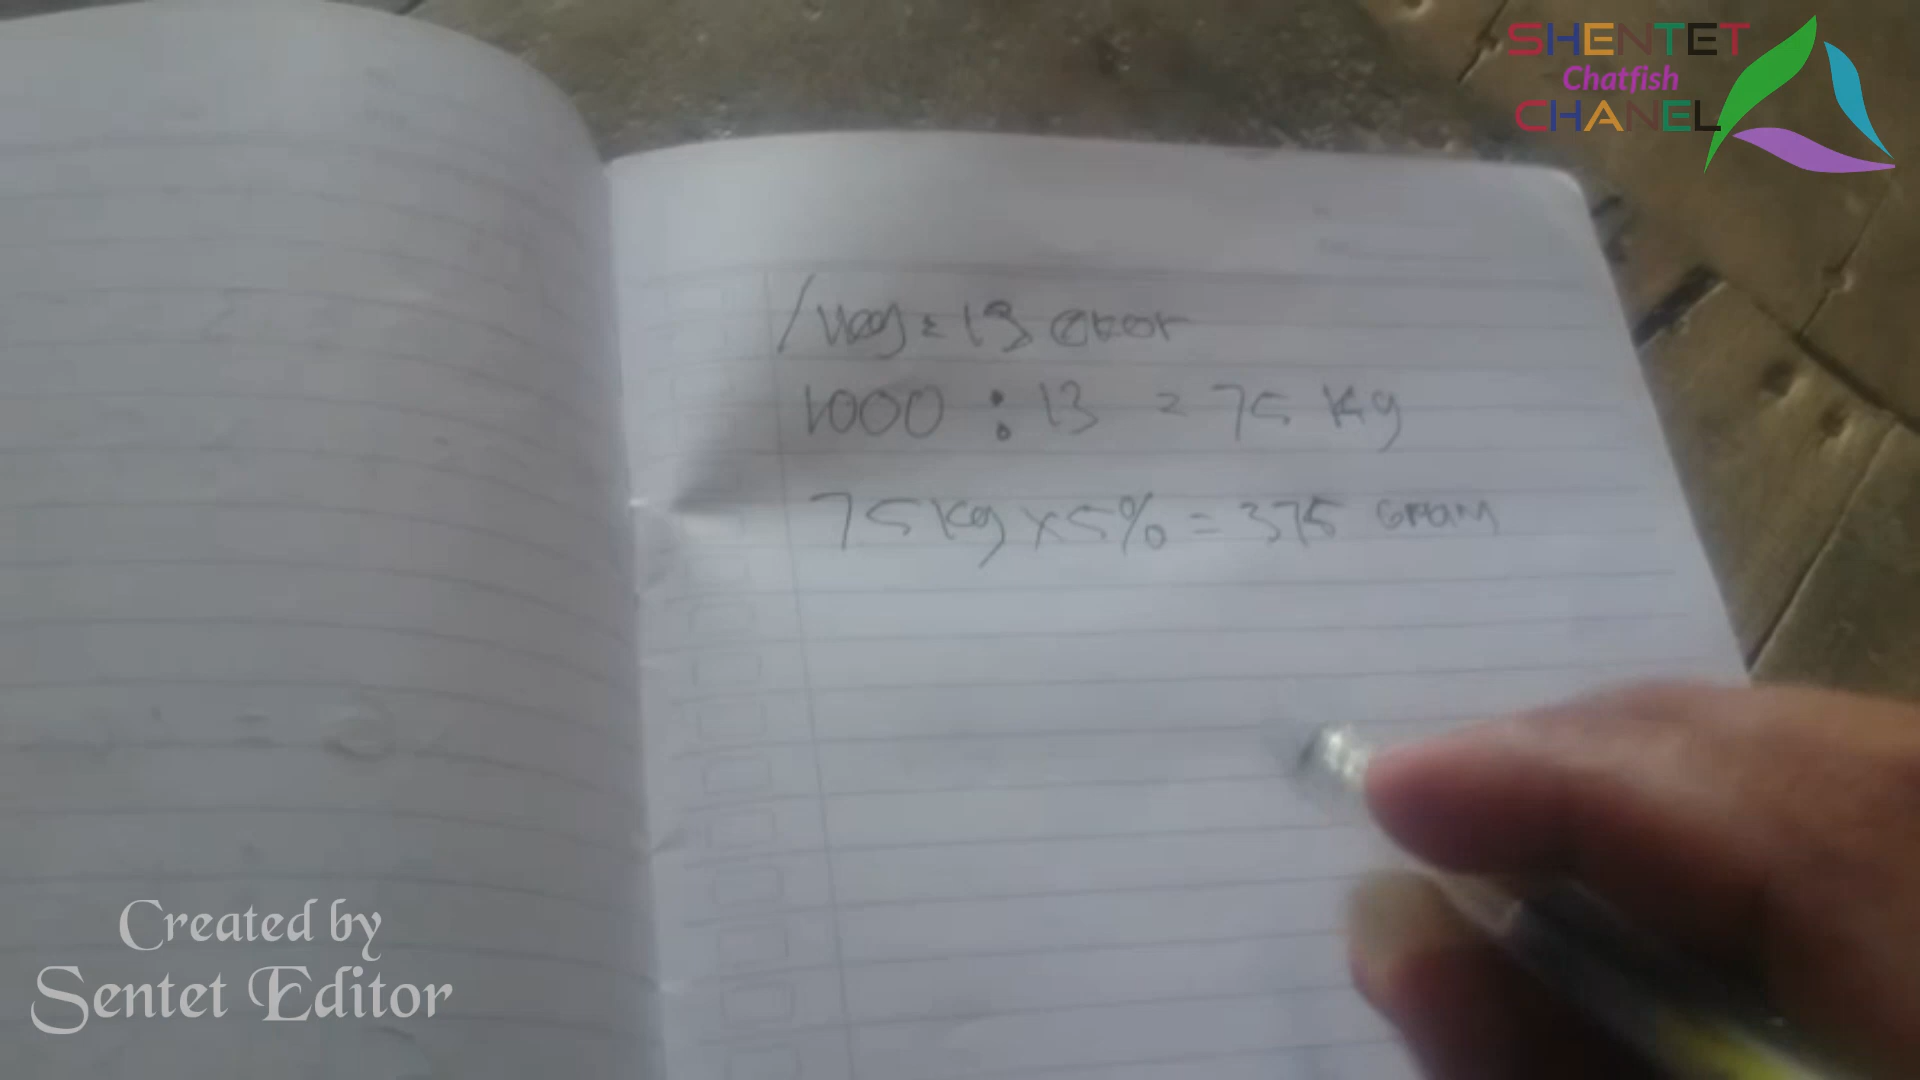 SHENTET
Chatfish
CHANEL
/1kg = 13 ekor
1000 : 13 = 75 Kg
75 Kg x 5% = 375 GRAM
Created by
Sentet Editor